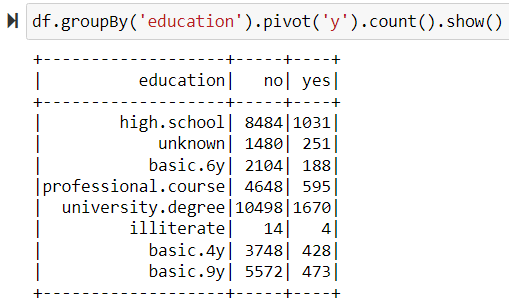 df.groupBy('education').pivot('y').count().show()
+-------------------+-----+----+
|          education|   no| yes|
+-------------------+-----+----+
|        high.school| 8484|1031|
|            unknown| 1480| 251|
|           basic.6y| 2104| 188|
|professional.course| 4648| 595|
|  university.degree|10498|1670|
|         illiterate|   14|   4|
|           basic.4y| 3748| 428|
|           basic.9y| 5572| 473|
+-------------------+-----+----+